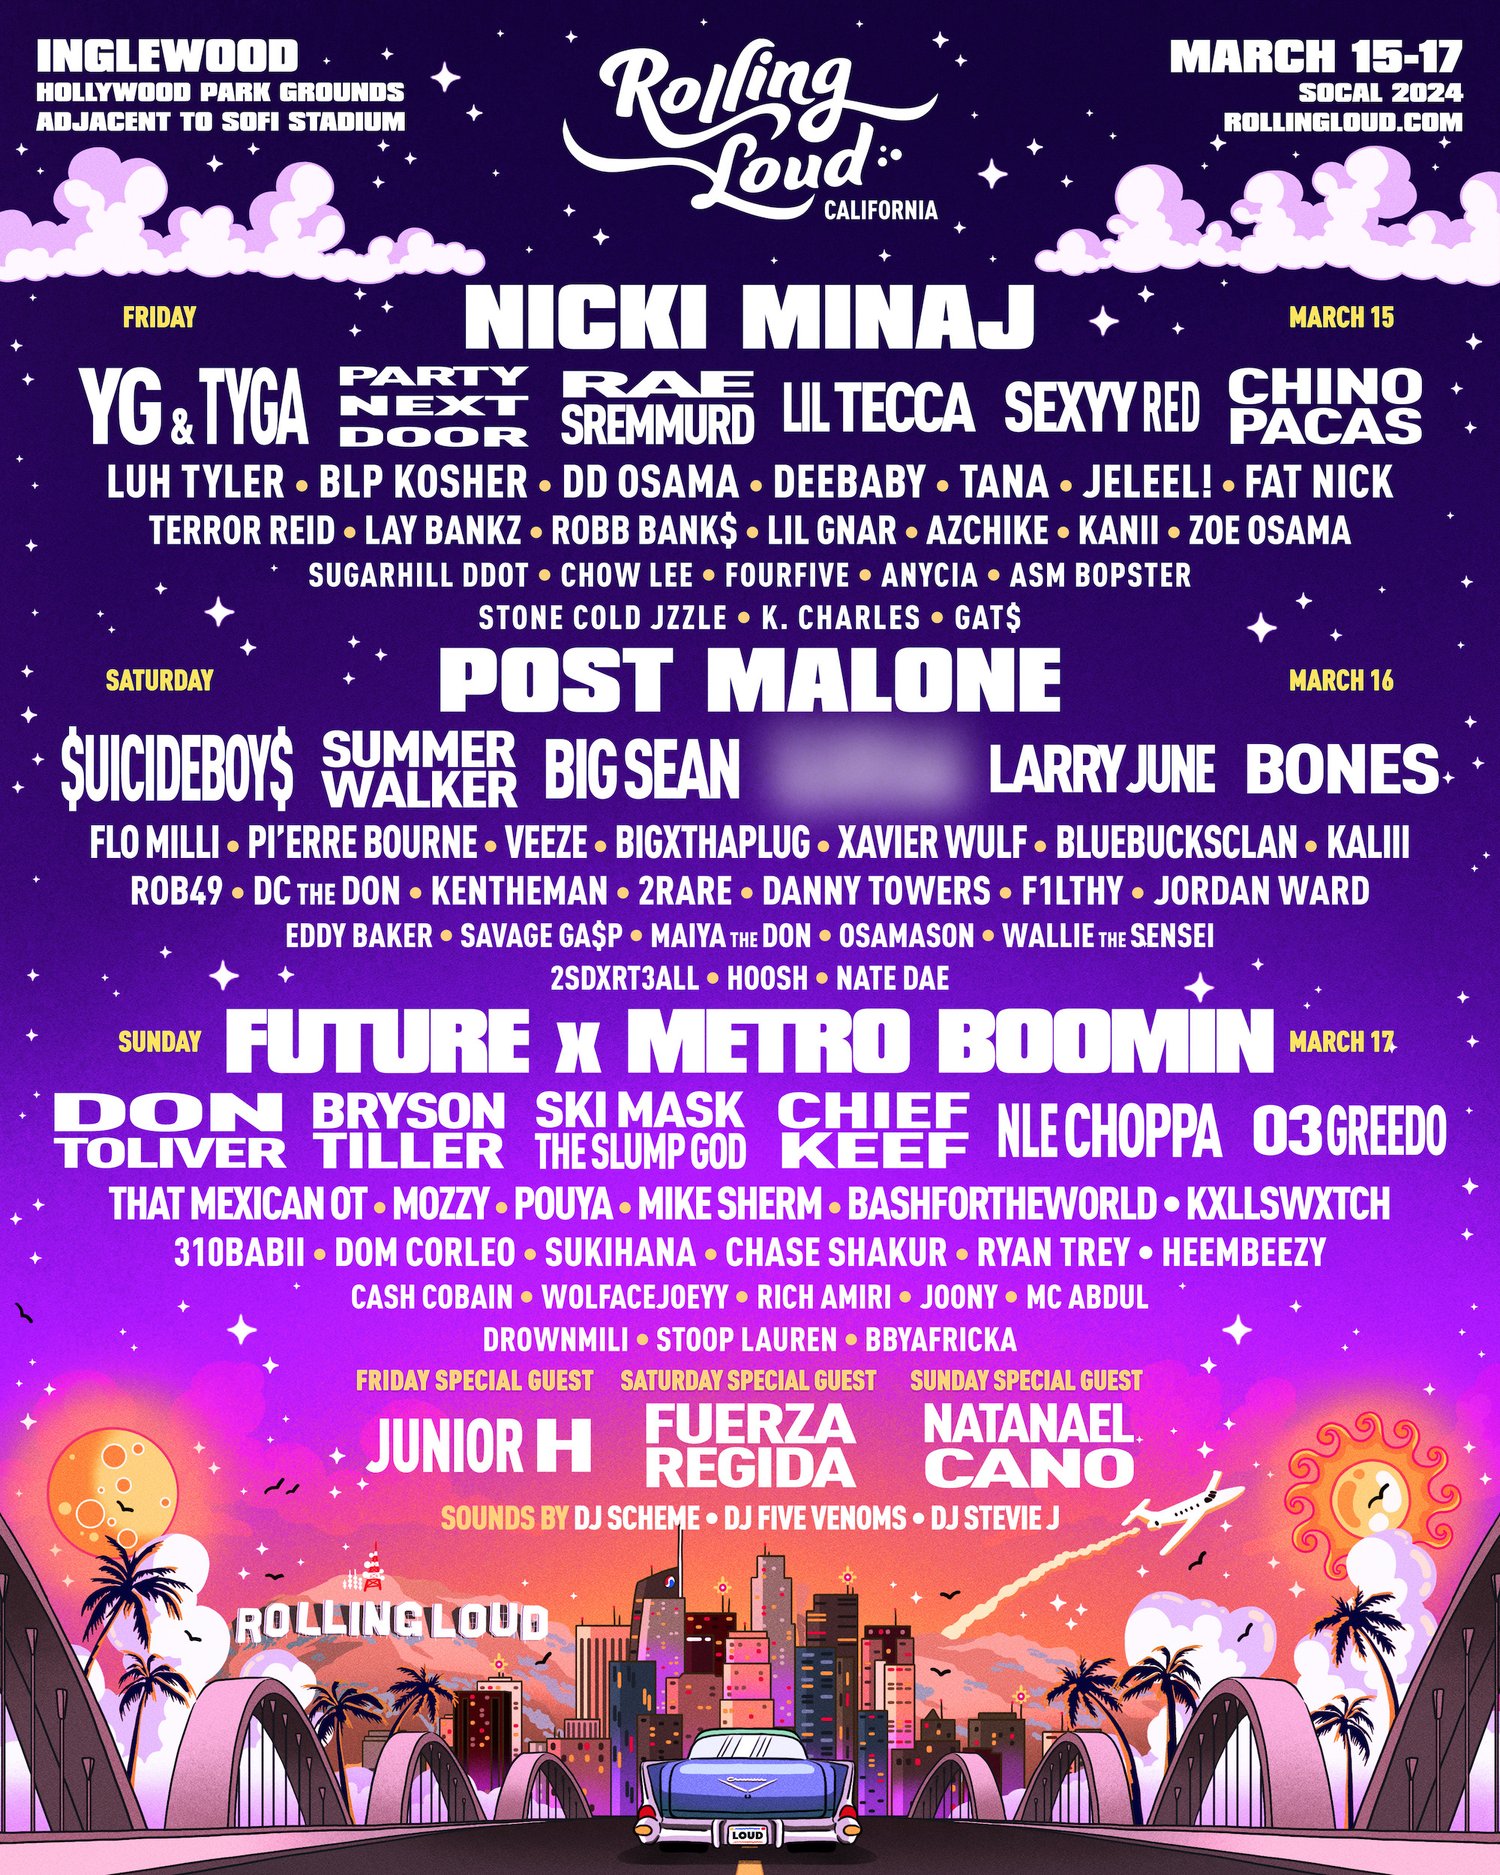 INGLEWOOD
HOLLYWOOD PARK GROUNDS
ADJACENT TO SOFI STADIUM
Rolling
Loud
CALIFORNIA
MARCH 15-17
SOCAL 2024
ROLLINGLOUD.COM
FRIDAY NICKI MINAJ MARCH 15
YG & TYGA PARTY NEXT DOOR RAE SREMMURD LIL TECCA SEXYY RED CHINO PACAS
LUH TYLER • BLP KOSHER • DD OSAMA • DEEBABY • TANA • JELEEL! • FAT NICK
TERROR REID • LAY BANKZ • ROBB BANK$ • LIL GNAR • AZCHIKE • KANII • ZOE OSAMA
SUGARHILL DDOT • CHOW LEE • FOURFIVE • ANYCIA • ASM BOPSTER
STONE COLD JZZLE • K. CHARLES • GAT$
SATURDAY POST MALONE MARCH 16
$UICIDEBOY$ SUMMER WALKER BIG SEAN LARRY JUNE BONES
FLO MILLI • PI'ERRE BOURNE • VEEZE • BIGXTHAPLUG • XAVIER WULF • BLUEBUCKSCLAN • KALIII
ROB49 • DC THE DON • KENTHEMAN • 2RARE • DANNY TOWERS • F1LTHY • JORDAN WARD
EDDY BAKER • SAVAGE GA$P • MAIYA THE DON • OSAMASON • WALLIE THE SENSEI
2SDXRT3ALL • HOOSH • NATE DAE
SUNDAY FUTURE x METRO BOOMIN MARCH 17
DON TOLIVER BRYSON TILLER SKI MASK THE SLUMP GOD CHIEF KEEF NLE CHOPPA 03 GREEDO
THAT MEXICAN OT • MOZZY • POUYA • MIKE SHERM • BASHFORTHEWORLD • KXLLSWXTCH
310BABII • DOM CORLEO • SUKIHANA • CHASE SHAKUR • RYAN TREY • HEEMBEEZY
CASH COBAIN • WOLFACEJOEYY • RICH AMIRI • JOONY • MC ABDUL
DROWNMILI • STOOP LAUREN • BBYAFRICKA
FRIDAY SPECIAL GUEST SATURDAY SPECIAL GUEST SUNDAY SPECIAL GUEST
JUNIOR H FUERZA REGIDA NATANAEL CANO
SOUNDS BY DJ SCHEME • DJ FIVE VENOMS • DJ STEVIE J
ROLLING LOUD
LOUD